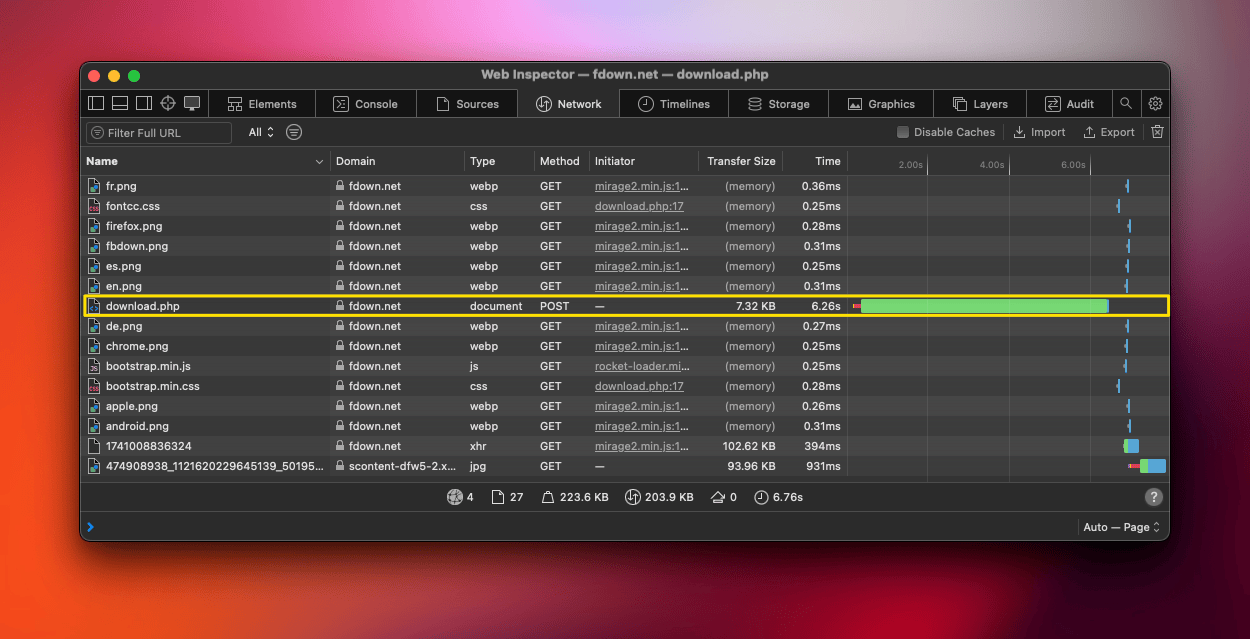 Web Inspector — fdown.net — download.php
Elements Console Sources Network Timelines Storage Graphics Layers Audit
Filter Full URL All Disable Caches Import Export
Name Domain Type Method Initiator Transfer Size Time 2.00s 4.00s 6.00s
fr.png fdown.net webp GET mirage2.min.js:1… (memory) 0.36ms
fontcc.css fdown.net css GET download.php:17 (memory) 0.25ms
firefox.png fdown.net webp GET mirage2.min.js:1… (memory) 0.28ms
fbdown.png fdown.net webp GET mirage2.min.js:1… (memory) 0.31ms
es.png fdown.net webp GET mirage2.min.js:1… (memory) 0.25ms
en.png fdown.net webp GET mirage2.min.js:1… (memory) 0.31ms
download.php fdown.net document POST — 7.32 KB 6.26s
de.png fdown.net webp GET mirage2.min.js:1… (memory) 0.27ms
chrome.png fdown.net webp GET mirage2.min.js:1… (memory) 0.25ms
JS bootstrap.min.js fdown.net js GET rocket-loader.mi… (memory) 0.25ms
bootstrap.min.css fdown.net css GET download.php:17 (memory) 0.28ms
apple.png fdown.net webp GET mirage2.min.js:1… (memory) 0.26ms
android.png fdown.net webp GET mirage2.min.js:1… (memory) 0.31ms
1741008836324 fdown.net xhr GET mirage2.min.js:1… 102.62 KB 394ms
474908938_1121620229645139_50195… scontent-dfw5-2.x… jpg GET — 93.96 KB 931ms
4 27 223.6 KB 203.9 KB 0 6.76s ?
Auto — Page